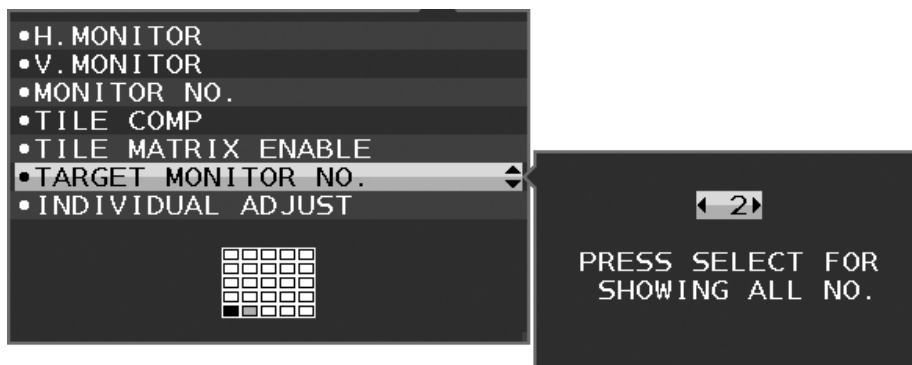 •H.MONITOR
•V.MONITOR
•MONITOR NO.
•TILE COMP
•TILE MATRIX ENABLE
•TARGET MONITOR NO.
•INDIVIDUAL ADJUST
2
PRESS SELECT FOR
SHOWING ALL NO.